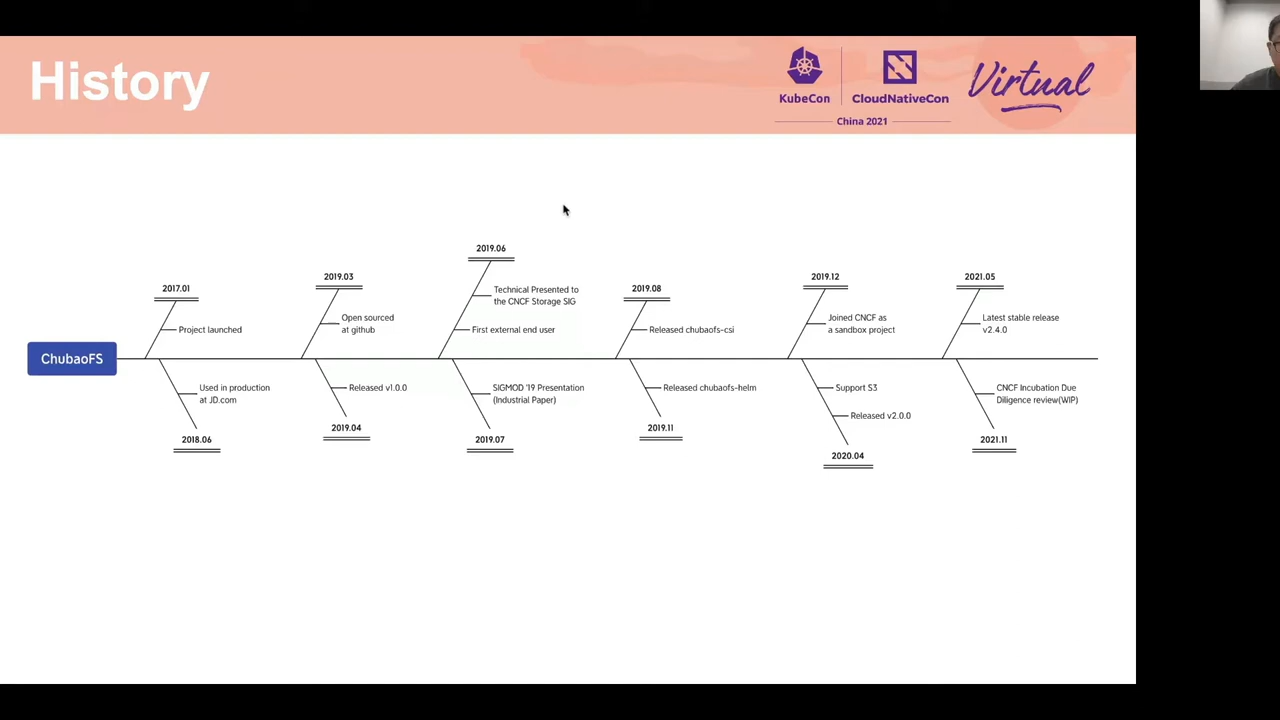 History
KubeCon
CloudNativeCon
Virtual
China 2021
2017.01
Project launched
2019.03
Open sourced
at github
2019.06
Technical Presented to
the CNCF Storage SIG
First external end user
2019.08
Released chubaofs-csi
2019.12
Joined CNCF as
a sandbox project
2021.05
Latest stable release
v2.4.0
ChubaoFS
Used in production
at JD.com
2018.06
Released v1.0.0
2019.04
SIGMOD '19 Presentation
(Industrial Paper)
2019.07
Released chubaofs-helm
2019.11
Support S3
Released v2.0.0
2020.04
CNCF Incubation Due
Diligence review(WIP)
2021.11